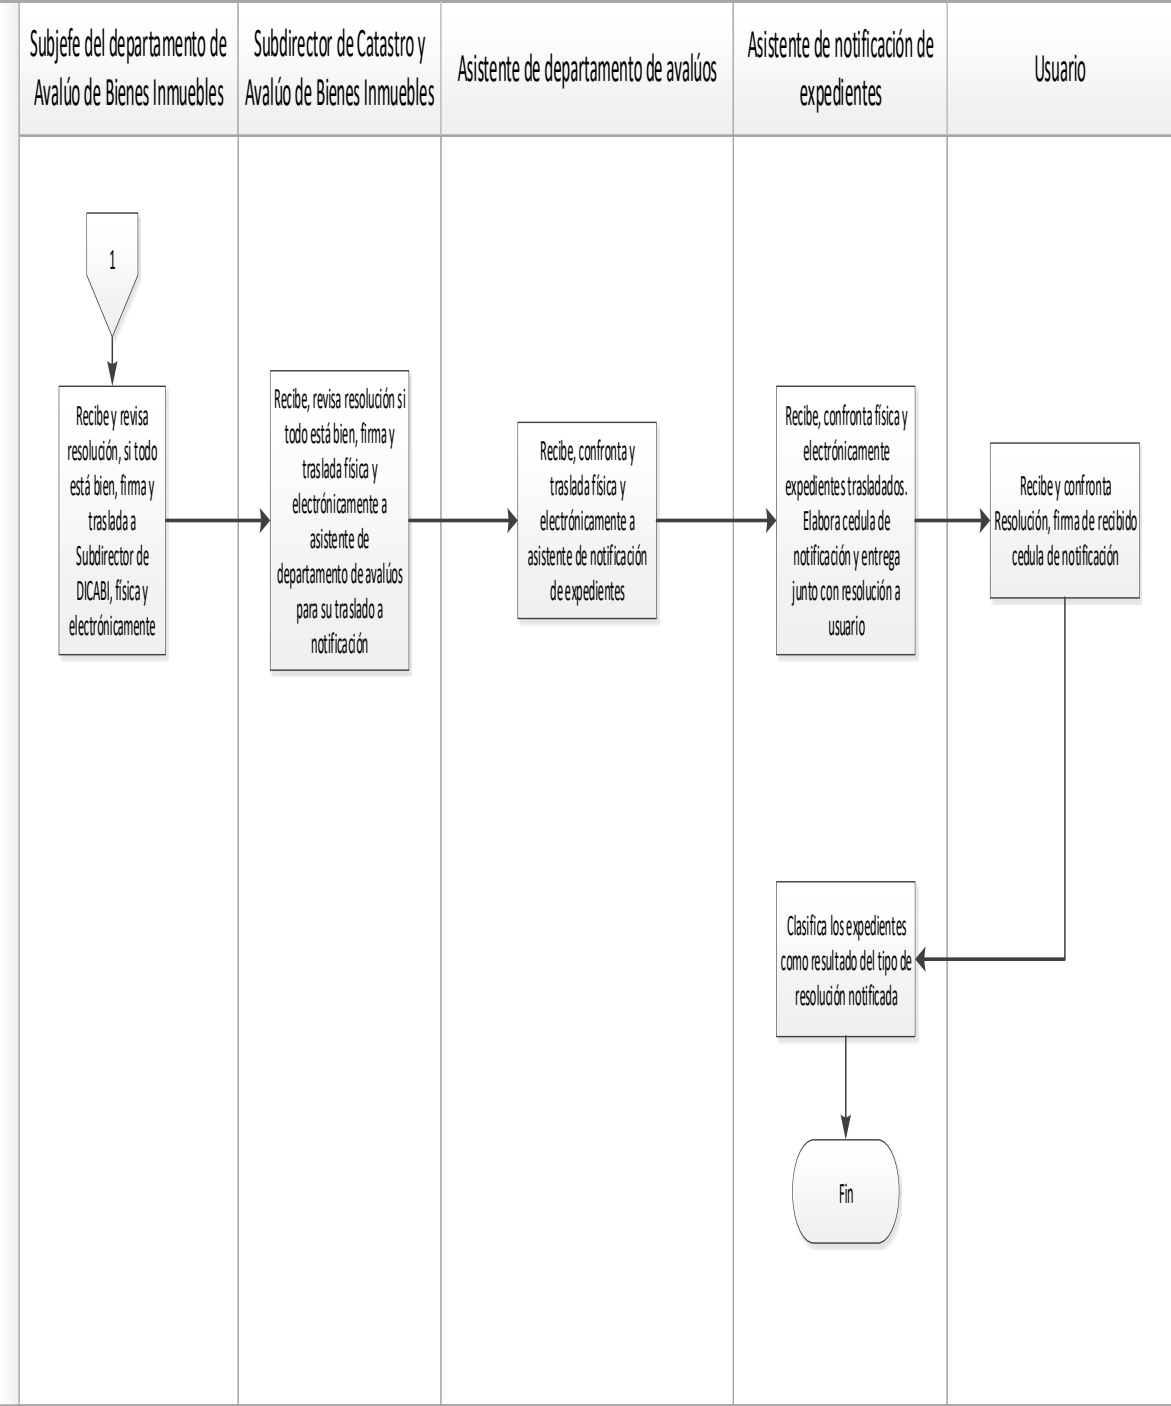 Subjefe del departamento de
Avalúo de Bienes Inmuebles
Subdirector de Catastro y
Avalúo de Bienes Inmuebles
Asistente de departamento de avalúos
Asistente de notificación de
expedientes
Usuario
1
Recibe y revisa
resolución, si todo
está bien, firma y
traslada a
Subdirector de
DICABI, física y
electrónicamente
Recibe, revisa resolución si
todo está bien, firma y
traslada física y
electrónicamente a
asistente de
departamento de avalúos
para su traslado a
notificación
Recibe, confronta y
traslada física y
electrónicamente a
asistente de notificación
de expedientes
Recibe, confronta física y
electrónicamente
expedientes trasladados.
Elabora cedula de
notificación y entrega
junto con resolución a
usuario
Recibe y confronta
Resolución, firma de recibido
cedula de notificación
Clasifica los expedientes
como resultado del tipo de
resolución notificada
Fin